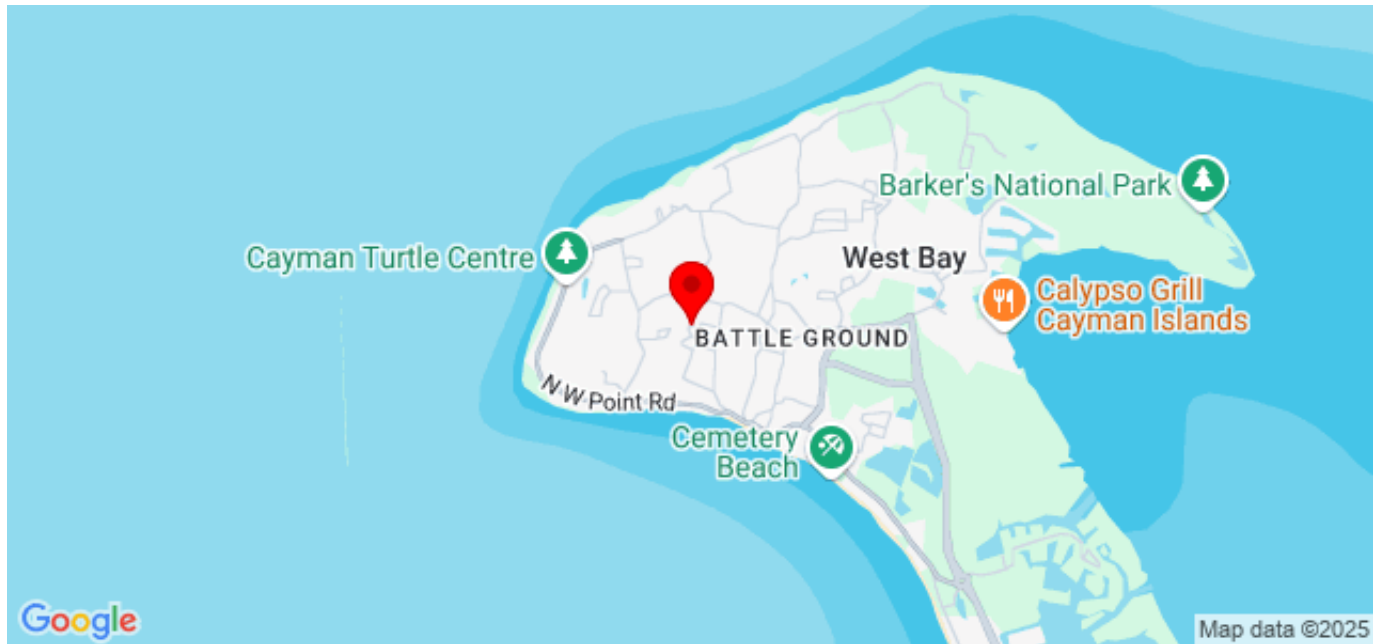 Barker's National Park
Cayman Turtle Centre
West Bay
Calypso Grill
Cayman Islands
BATTLE GROUND
N W Point Rd
Cemetery
Beach
Google
Map data ©2025